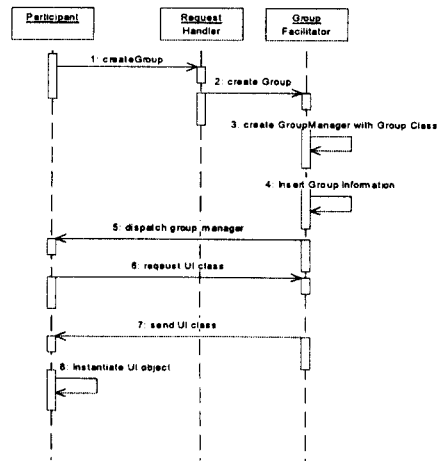 Participant
Request
Handler
Group
Facilitator
1: createGroup
2: create Group
3: create GroupManager with Group Class
4: Insert Group Information
5: dispatch group manager
6: reqeust UI class
7: send UI class
8: Instantiate UI object